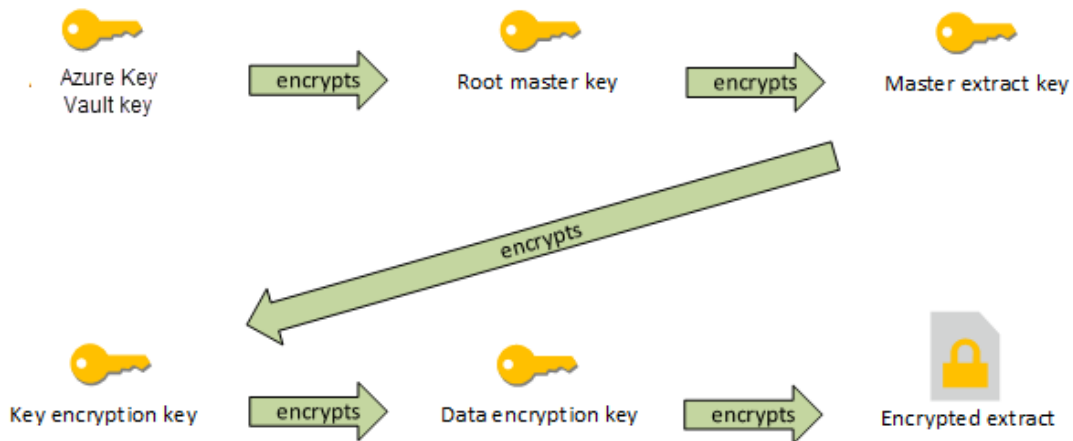 Azure Key
Vault key
encrypts
Root master key
encrypts
Master extract key
encrypts
Key encryption key
encrypts
Data encryption key
encrypts
Encrypted extract